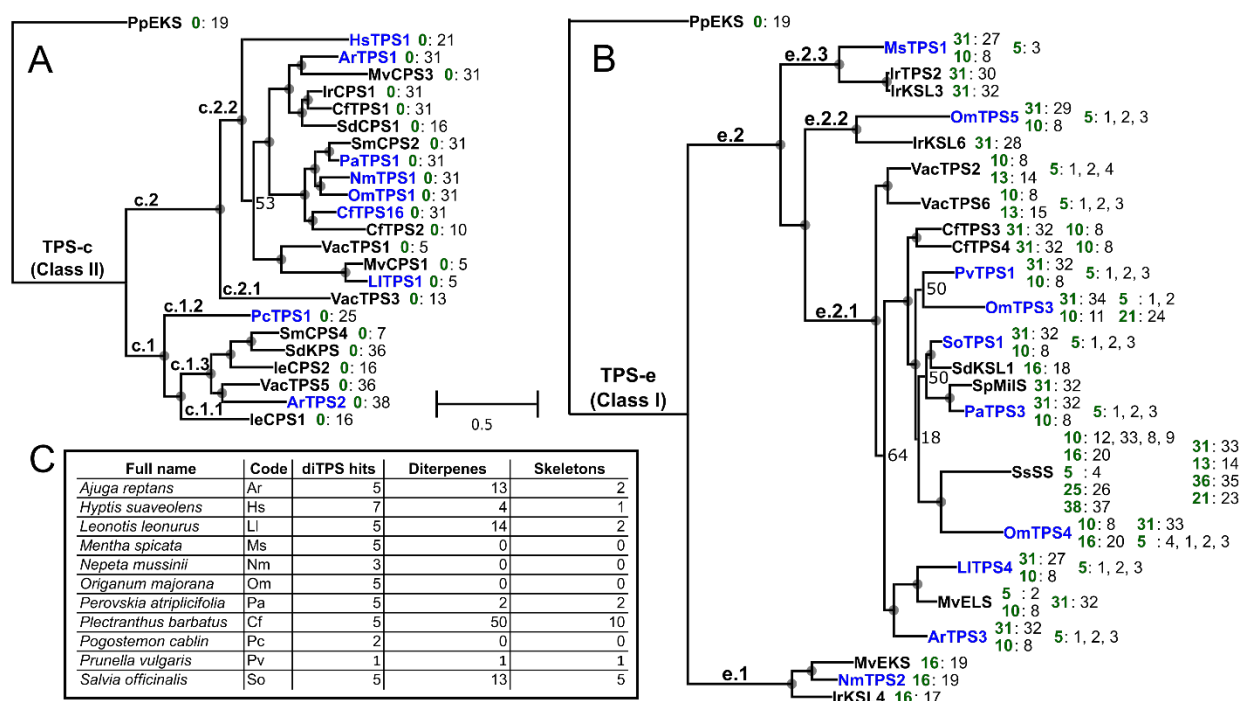 A
PpEKS 0: 19
HsTPS1 0: 21
ArTPS1 0: 31
MvCPS3 0: 31
c.2.2
IrCPS1 0: 31
CfTPS1 0: 31
SdCPS1 0: 16
SmCPS2 0: 31
PaTPS1 0: 31
NmTPS1 0: 31
OmTPS1 0: 31
c.2
53
CfTPS16 0: 31
CfTPS2 0: 10
TPS-c
(Class II)
VacTPS1 0: 5
MvCPS1 0: 5
LlTPS1 0: 5
c.2.1
VacTPS3 0: 13
c.1.2
PcTPS1 0: 25
SmCPS4 0: 7
c.1
SdKPS 0: 36
c.1.3
IeCPS2 0: 16
VacTPS5 0: 36
ArTPS2 0: 38
c.1.1
IeCPS1 0: 16
0.5
B
PpEKS 0: 19
e.2.3
MsTPS1 31: 27
10: 8
5: 3
IrTPS2 31: 30
IrKSL3 31: 32
e.2
e.2.2
OmTPS5 31: 29
10: 8
5: 1, 2, 3
IrKSL6 31: 28
VacTPS2 10: 8
13: 14
5: 1, 2, 4
VacTPS6 10: 8
13: 15
5: 1, 2, 3
CfTPS3 31: 32 10: 8
CfTPS4 31: 32 10: 8
PvTPS1 31: 32
10: 8
5: 1, 2, 3
50
OmTPS3 31: 34 5 : 1, 2
10: 11 21: 24
e.2.1
SoTPS1 31: 32
10: 8
5: 1, 2, 3
SdKSL1 16: 18
50
SpMilS 31: 32
PaTPS3 31: 32
10: 8
5: 1, 2, 3
TPS-e
(Class I)
18
64
10: 12, 33, 8, 9
16: 20
SsSS 5 : 4
25: 26
38: 37
31: 33
13: 14
36: 35
21: 23
OmTPS4 10: 8 31: 33
16: 20 5 : 4, 1, 2, 3
LlTPS4 31: 27
10: 8
5: 1, 2, 3
MvELS 5 : 2
10: 8
31: 32
ArTPS3 31: 32
10: 8
5: 1, 2, 3
e.1
MvEKS 16: 19
NmTPS2 16: 19
IrKSL4 16: 17
C
Full name Code diTPS hits Diterpenes Skeletons
Ajuga reptans Ar 5 13 2
Hyptis suaveolens Hs 7 4 1
Leonotis leonurus Ll 5 14 2
Mentha spicata Ms 5 0 0
Nepeta mussinii Nm 3 0 0
Origanum majorana Om 5 0 0
Perovskia atriplicifolia Pa 5 2 2
Plectranthus barbatus Cf 5 50 10
Pogostemon cablin Pc 2 0 0
Prunella vulgaris Pv 1 1 1
Salvia officinalis So 5 13 5